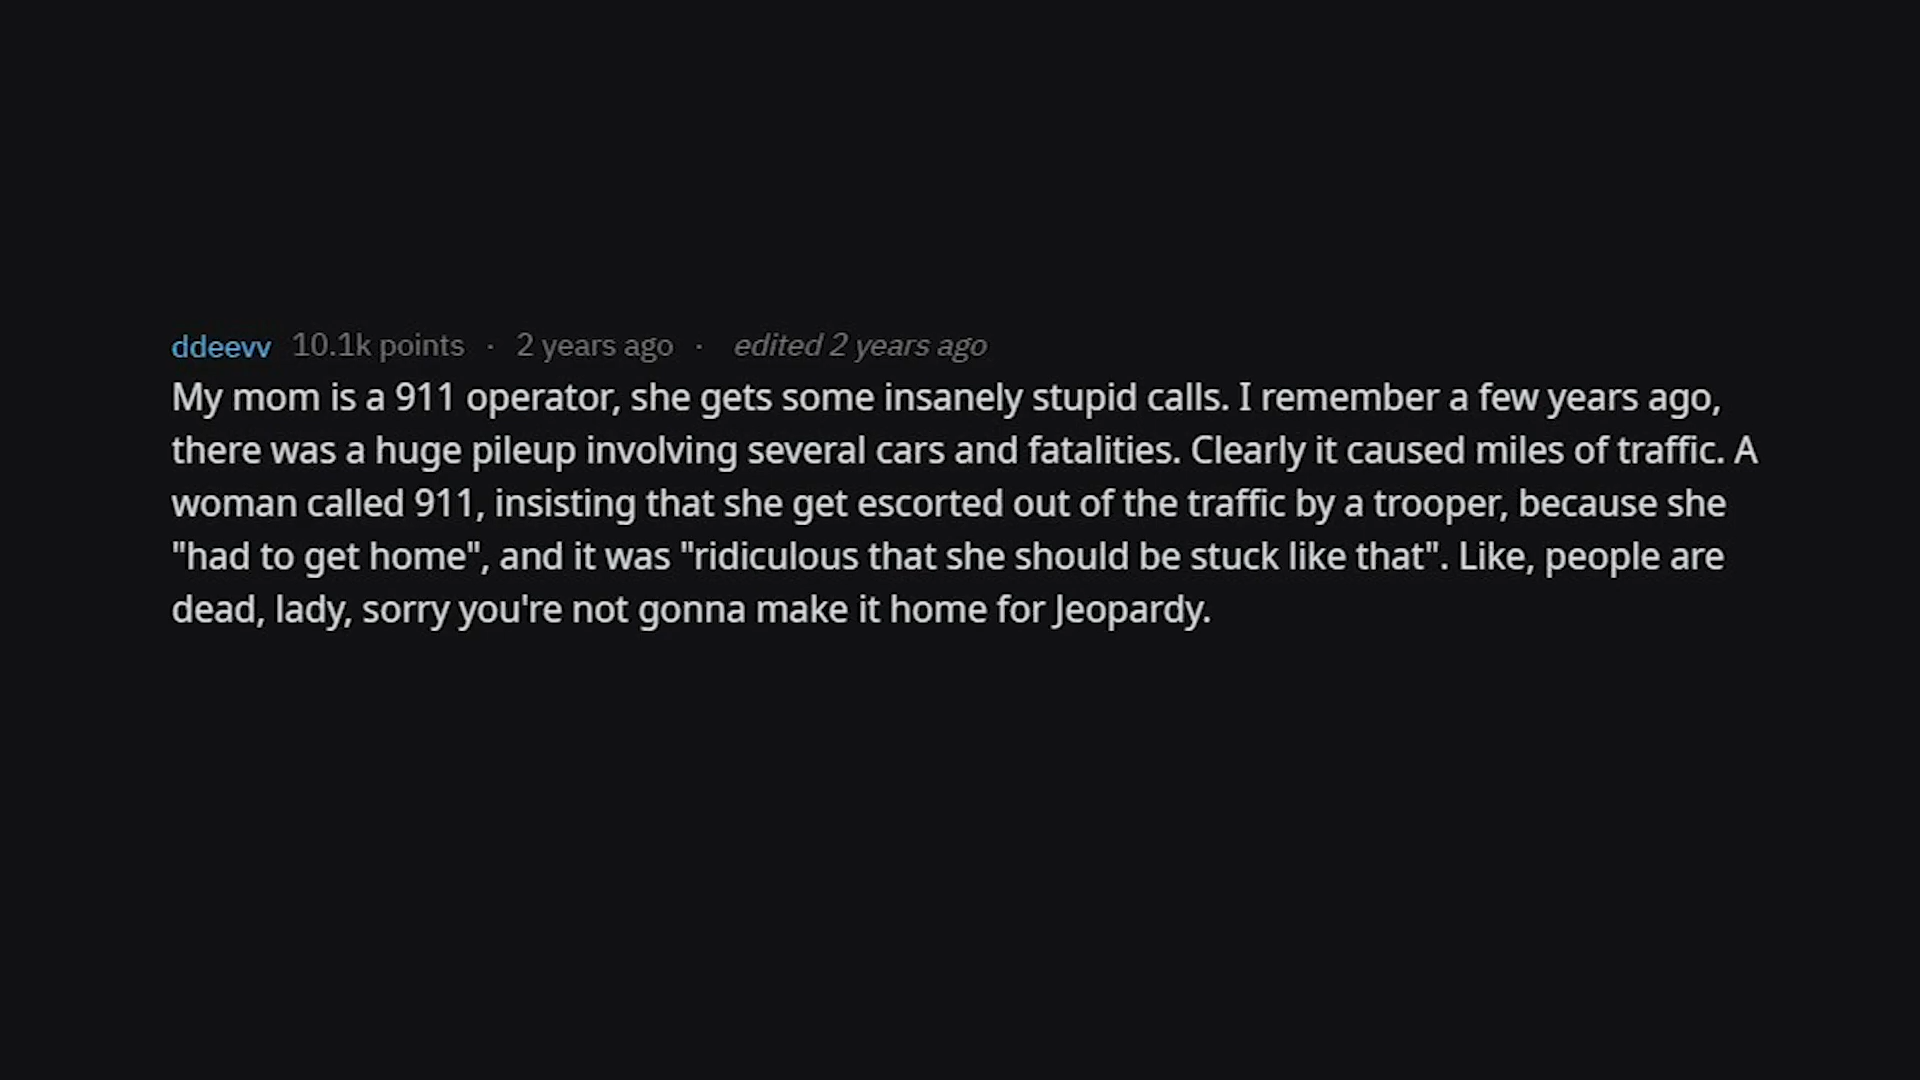 ddeevv 10.1k points · 2 years ago · edited 2 years ago
My mom is a 911 operator, she gets some insanely stupid calls. I remember a few years ago,
there was a huge pileup involving several cars and fatalities. Clearly it caused miles of traffic. A
woman called 911, insisting that she get escorted out of the traffic by a trooper, because she
"had to get home", and it was "ridiculous that she should be stuck like that". Like, people are
dead, lady, sorry you're not gonna make it home for Jeopardy.